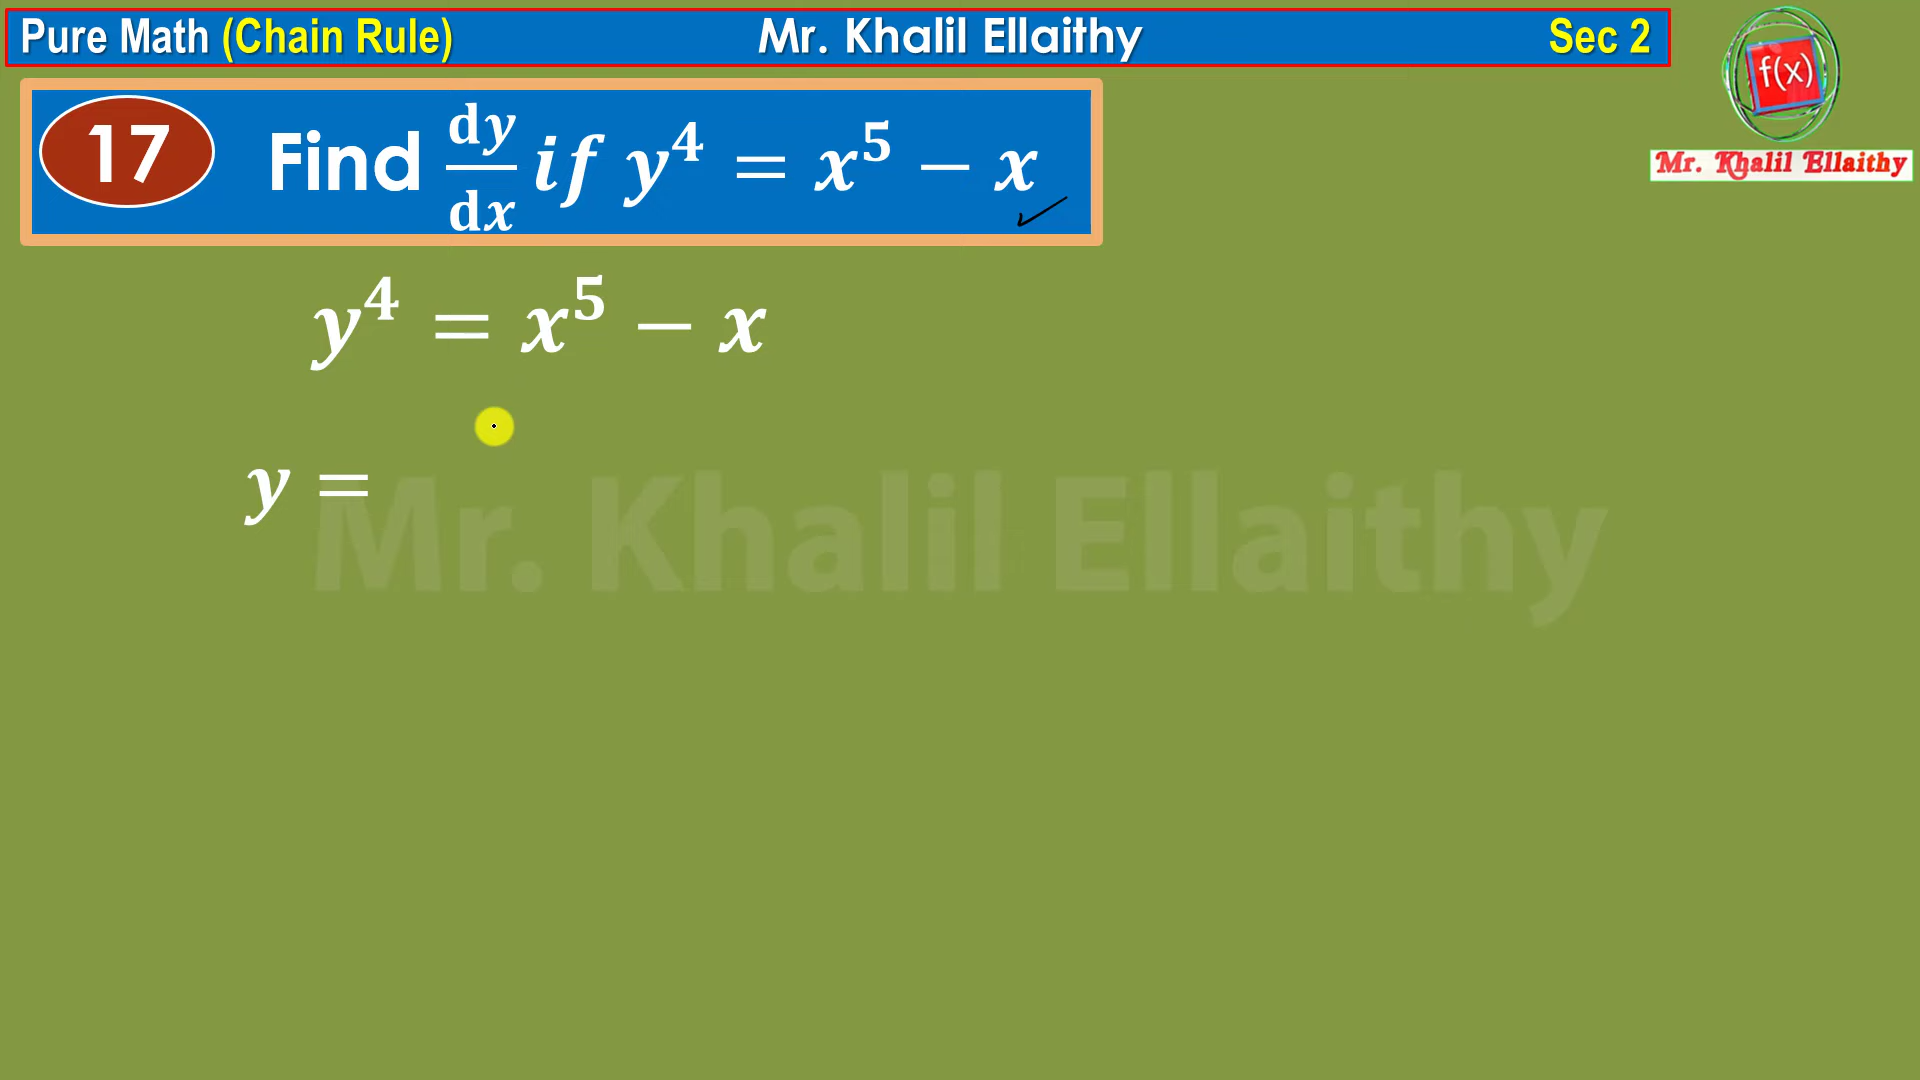 Pure Math (Chain Rule) Mr. Khalil Ellaithy Sec 2
f(x)
Mr. Khalil Ellaithy
17 Find dy/dx if y⁴ = x⁵ − x
y⁴ = x⁵ − x
y =
Mr. Khalil Ellaithy